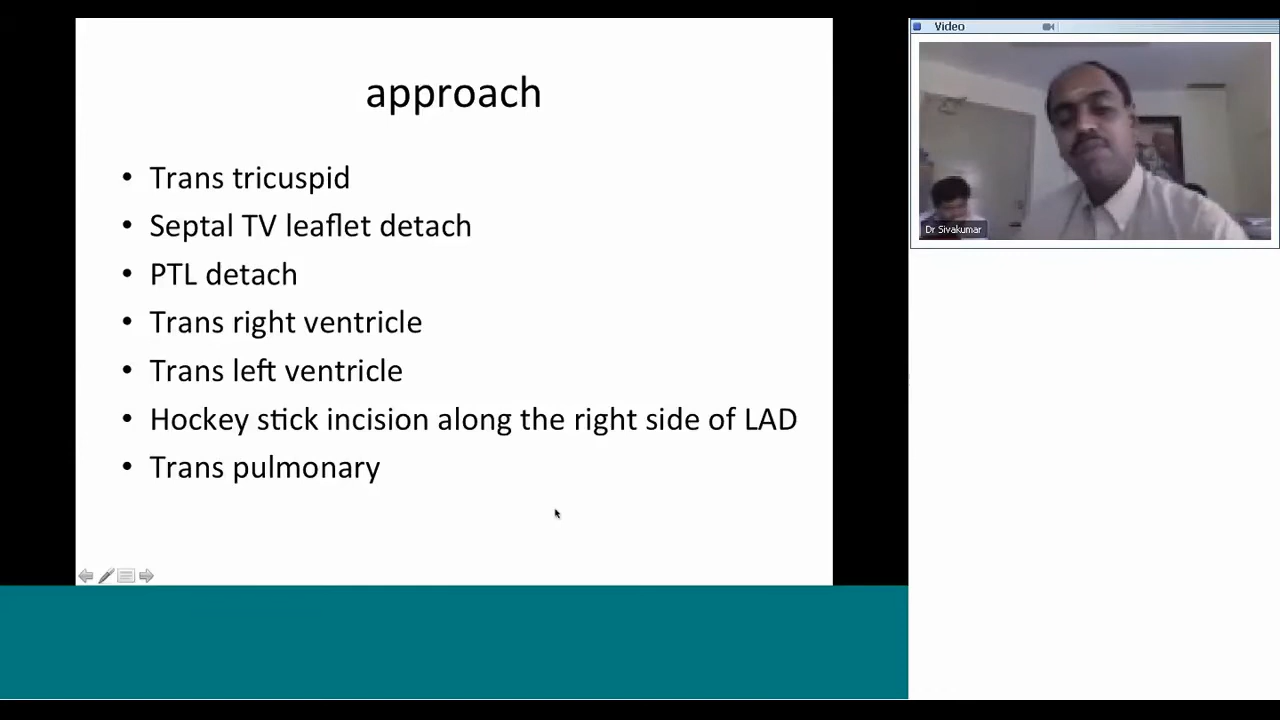 approach
• Trans tricuspid
• Septal TV leaflet detach
• PTL detach
• Trans right ventricle
• Trans left ventricle
• Hockey stick incision along the right side of LAD
• Trans pulmonary
Video
Dr Sivakumar